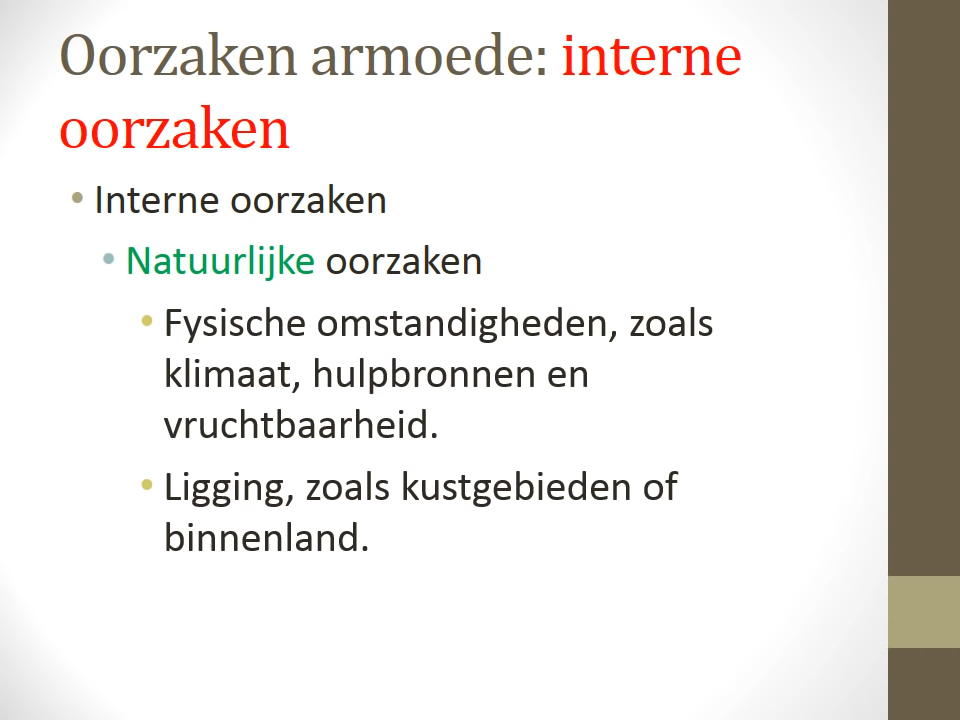 Oorzaken armoede: interne
oorzaken
• Interne oorzaken
• Natuurlijke oorzaken
• Fysische omstandigheden, zoals
klimaat, hulpbronnen en
vruchtbaarheid.
• Ligging, zoals kustgebieden of
binnenland.